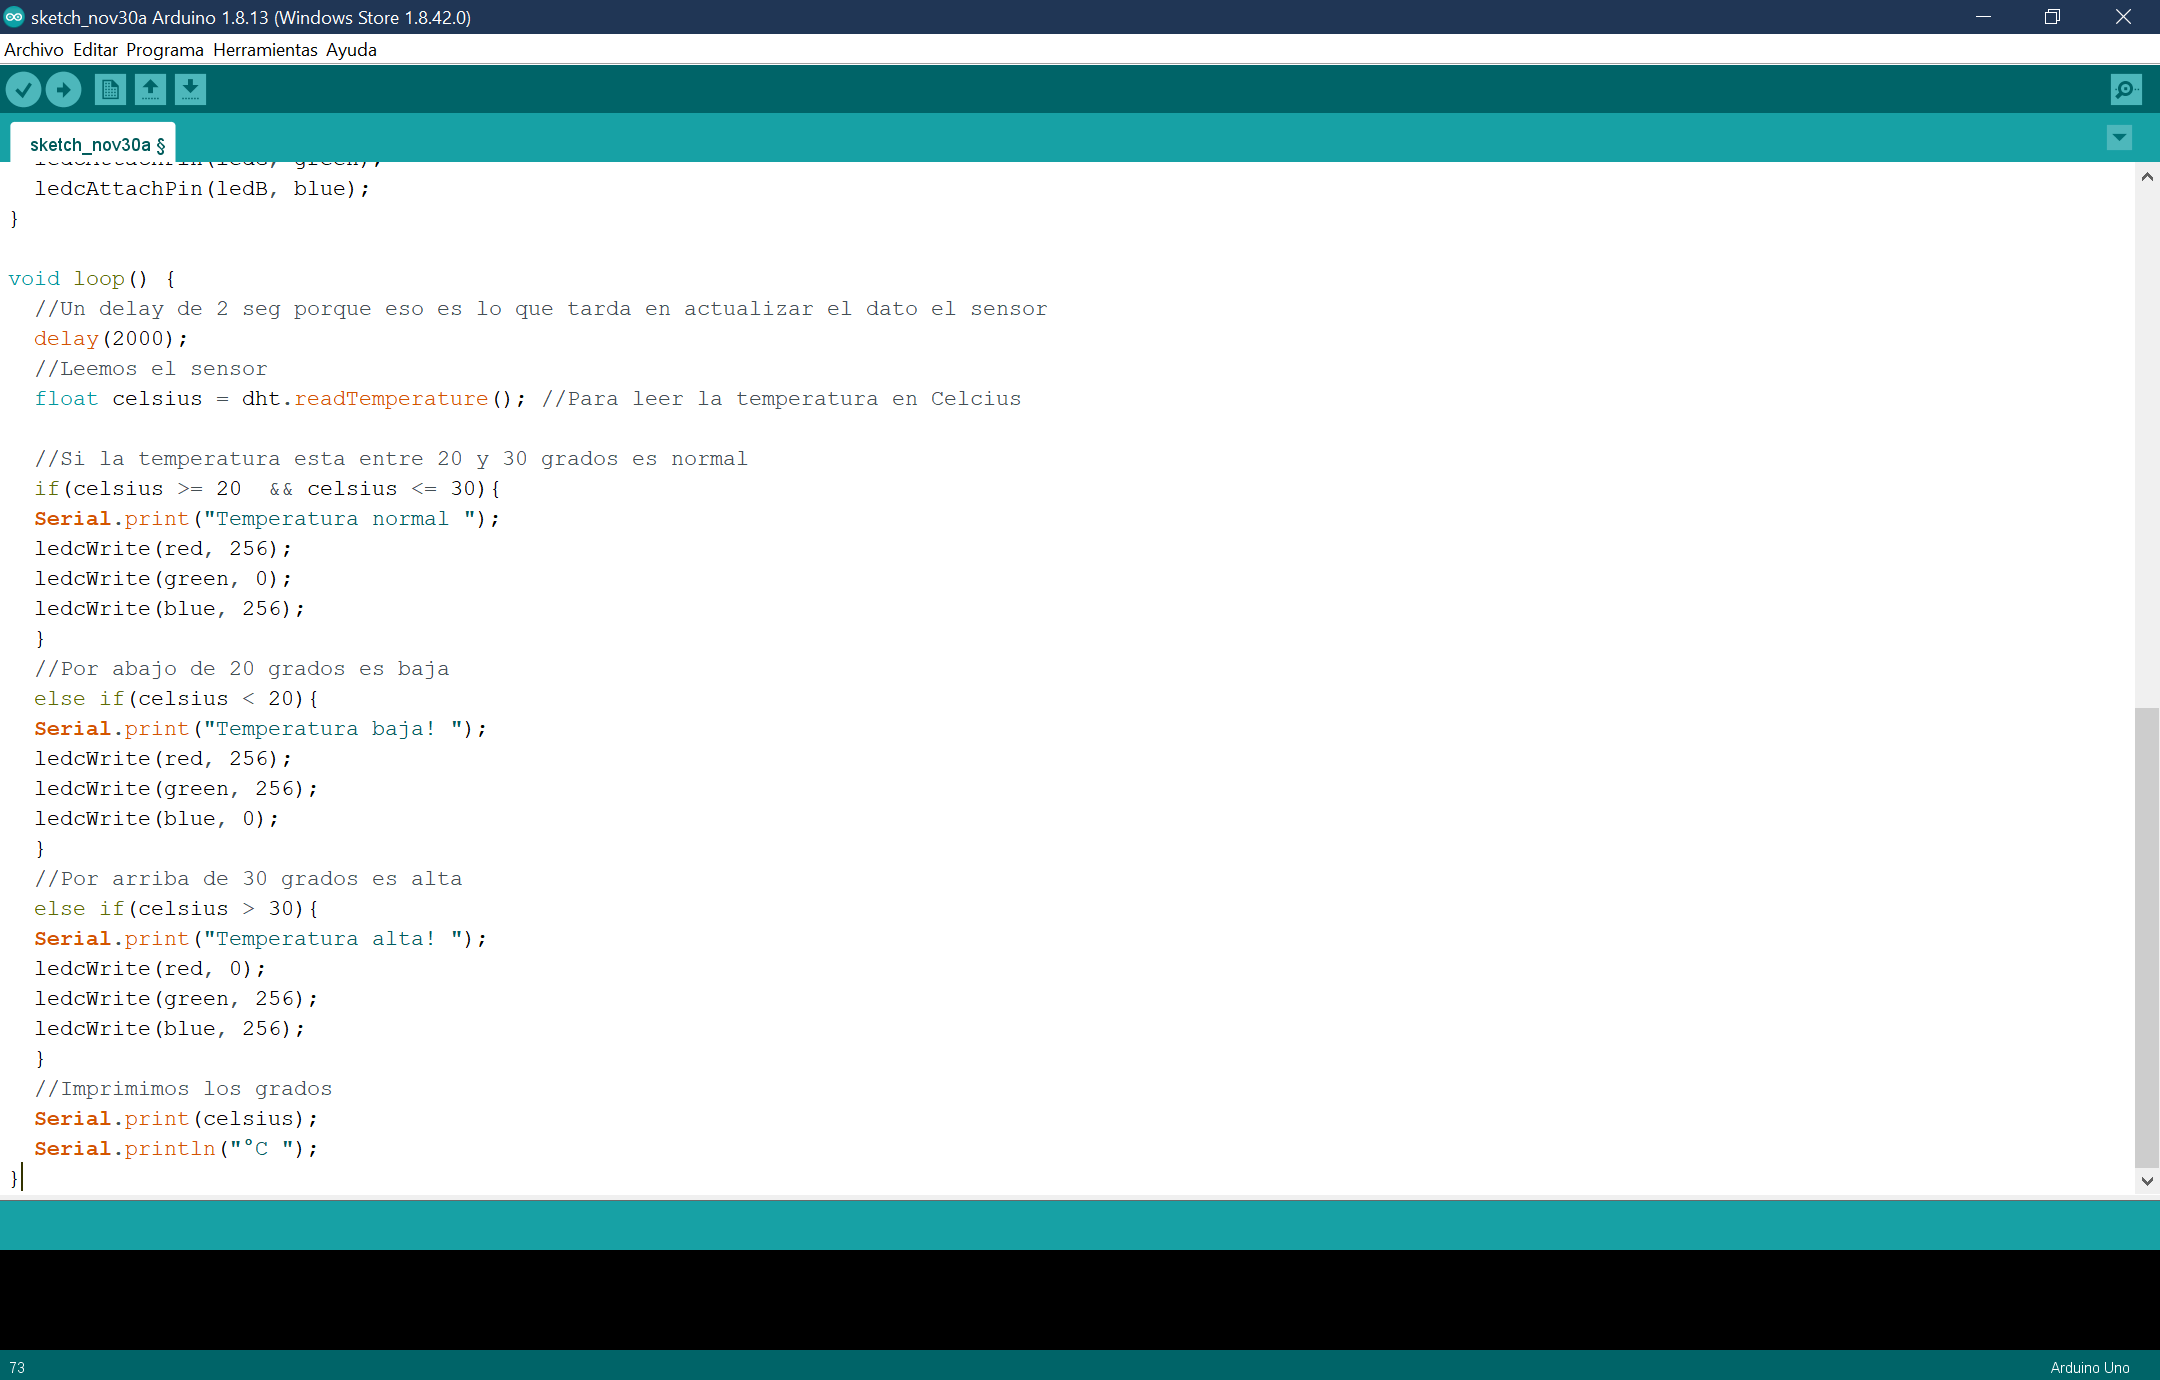 sketch_nov30a Arduino 1.8.13 (Windows Store 1.8.42.0)
Archivo Editar Programa Herramientas Ayuda
sketch_nov30a §
ledcAttachPin(ledB, blue);
}
void loop() {
//Un delay de 2 seg porque eso es lo que tarda en actualizar el dato el sensor
delay(2000);
//Leemos el sensor
float celsius = dht.readTemperature(); //Para leer la temperatura en Celcius
//Si la temperatura esta entre 20 y 30 grados es normal
if(celsius >= 20  && celsius <= 30){
Serial.print("Temperatura normal ");
ledcWrite(red, 256);
ledcWrite(green, 0);
ledcWrite(blue, 256);
}
//Por abajo de 20 grados es baja
else if(celsius < 20){
Serial.print("Temperatura baja! ");
ledcWrite(red, 256);
ledcWrite(green, 256);
ledcWrite(blue, 0);
}
//Por arriba de 30 grados es alta
else if(celsius > 30){
Serial.print("Temperatura alta! ");
ledcWrite(red, 0);
ledcWrite(green, 256);
ledcWrite(blue, 256);
}
//Imprimimos los grados
Serial.print(celsius);
Serial.println("°C ");
}
73
Arduino Uno